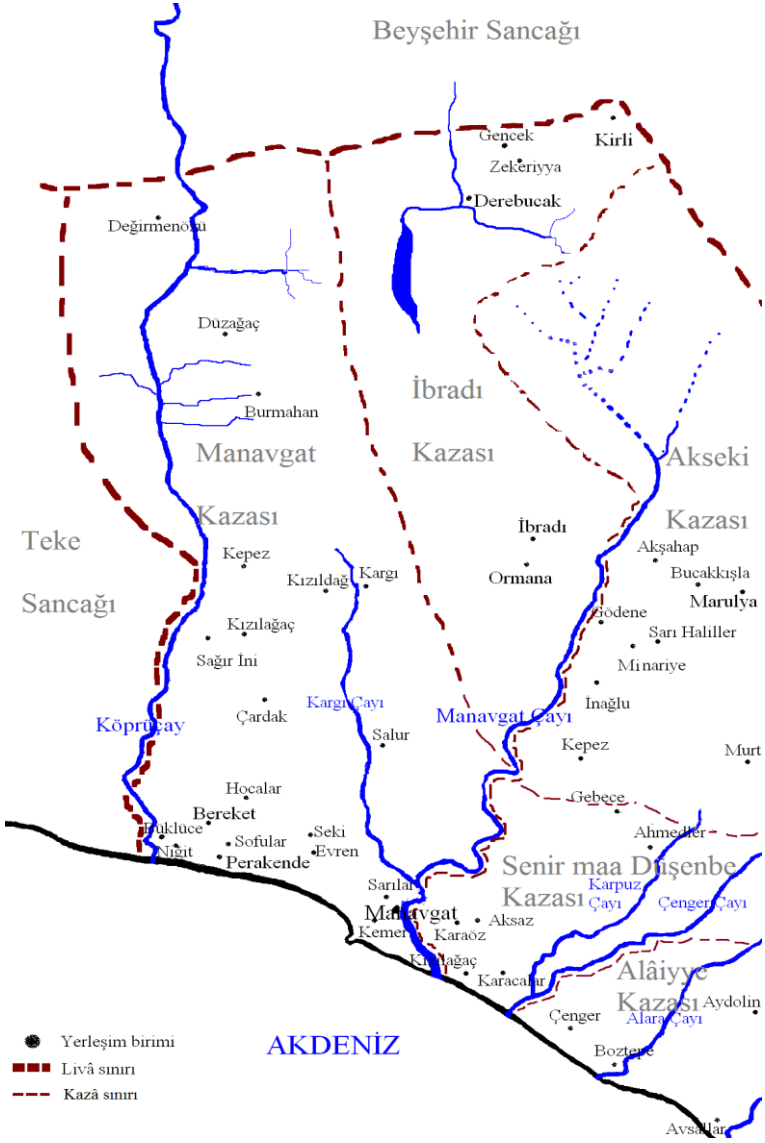 Beyşehir Sancağı
Gencek
Kirli
Zekeriyya
Derebucak
Değirmenözü
Düzağaç
İbradı
Kazası
Burmahan
Manavgat
Kazası
Akseki
Kazası
Teke
Sancağı
İbradı
Ormana
Akşahap
Bucakkışla
Marulya
Kepez
Kızıldağ
Kargı
Gödene
Sarı Haliller
Minariye
Kızılağaç
Sağır İni
İnağlu
Çardak
Kargı Çayı
Köprüçay
Manavgat Çayı
Salur
Kepez
Murt
Hocalar
Gebece
Bereket
Büklüce
Sofular
Seki
Niğit
Perakende
Evren
Ahmedler
Senir maa Düşenbe
Kazası
Karpuz
Çayı
Çenger Çayı
Sarılar
Manavgat
Kemer
Karaöz
Aksaz
Kızılağaç
Karacalar
Alâiyye
Kazası
Aydolin
Alara Çayı
Çenger
Boztepe
Avsallar
AKDENİZ
Yerleşim birimi
Livâ sınırı
Kazâ sınırı